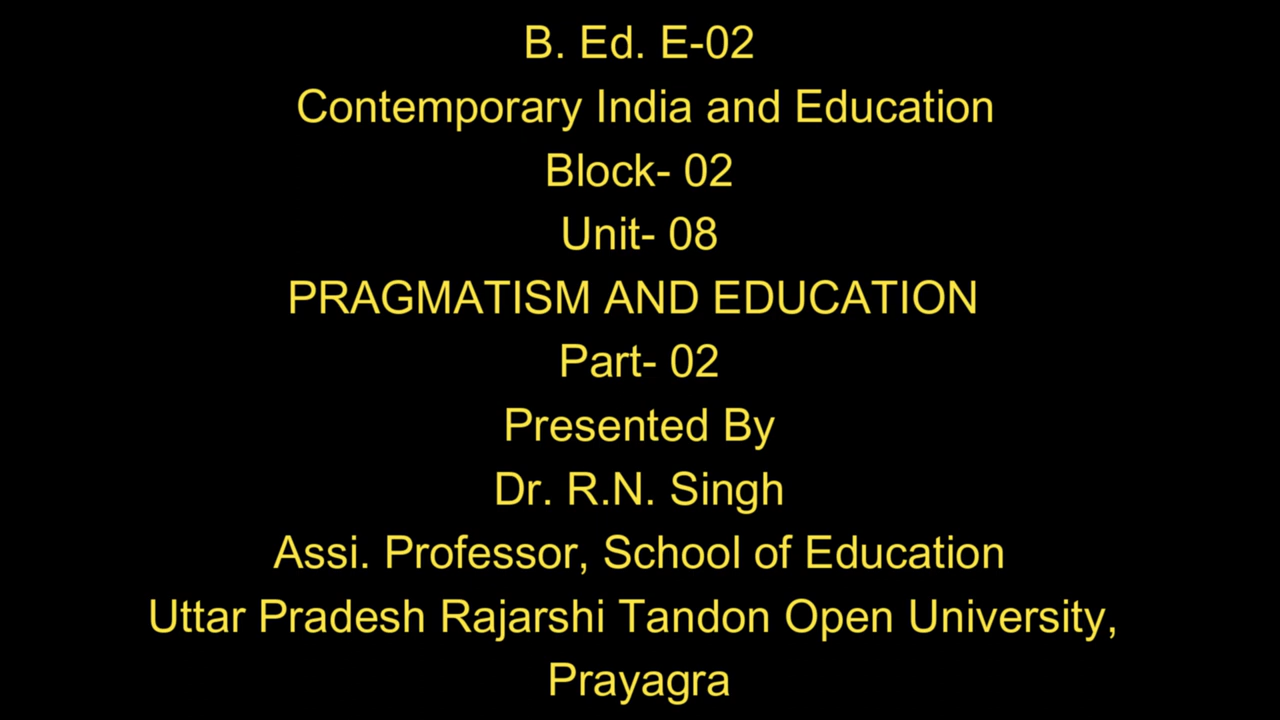 B. Ed. E-02
Contemporary India and Education
Block- 02
Unit- 08
PRAGMATISM AND EDUCATION
Part- 02
Presented By
Dr. R.N. Singh
Assi. Professor, School of Education
Uttar Pradesh Rajarshi Tandon Open University,
Prayagra